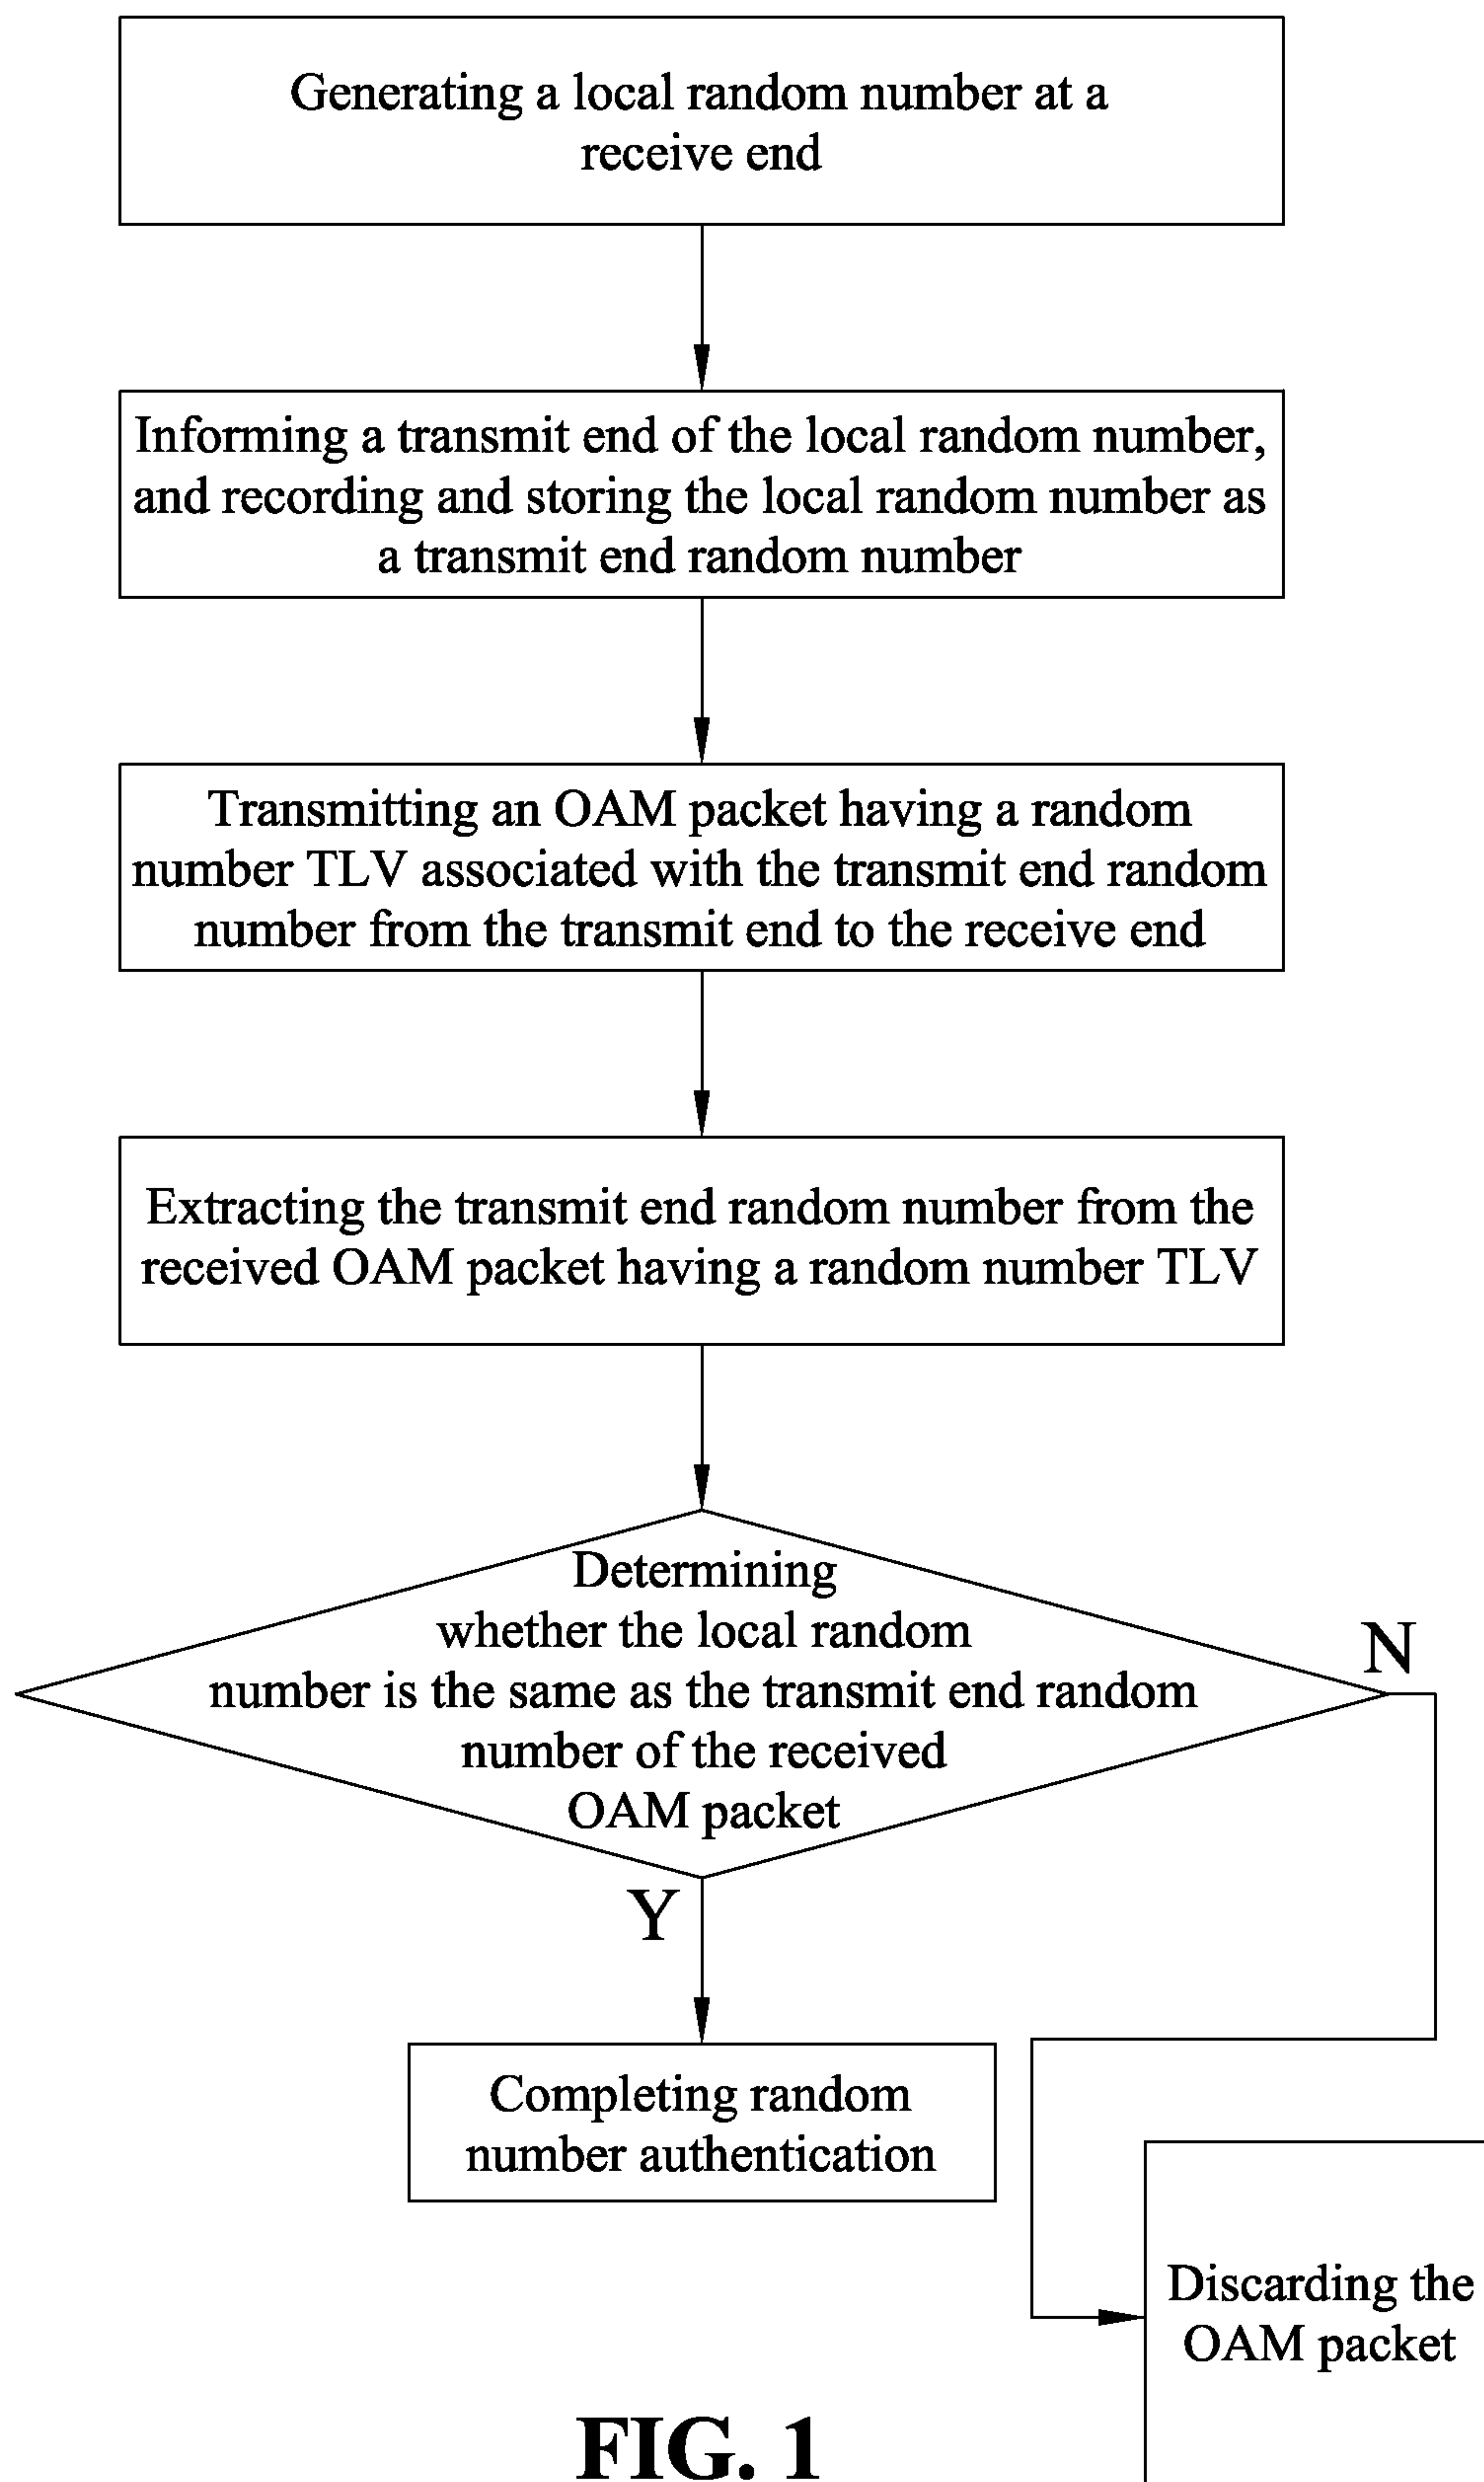 Generating a local random number at a
receive end
Informing a transmit end of the local random number,
and recording and storing the local random number as
a transmit end random number
Transmitting an OAM packet having a random
number TLV associated with the transmit end random
number from the transmit end to the receive end
Extracting the transmit end random number from the
received OAM packet having a random number TLV
Determining
whether the local random
number is the same as the transmit end random
number of the received
OAM packet
N
Y
Completing random
number authentication
Discarding the
OAM packet
FIG. 1